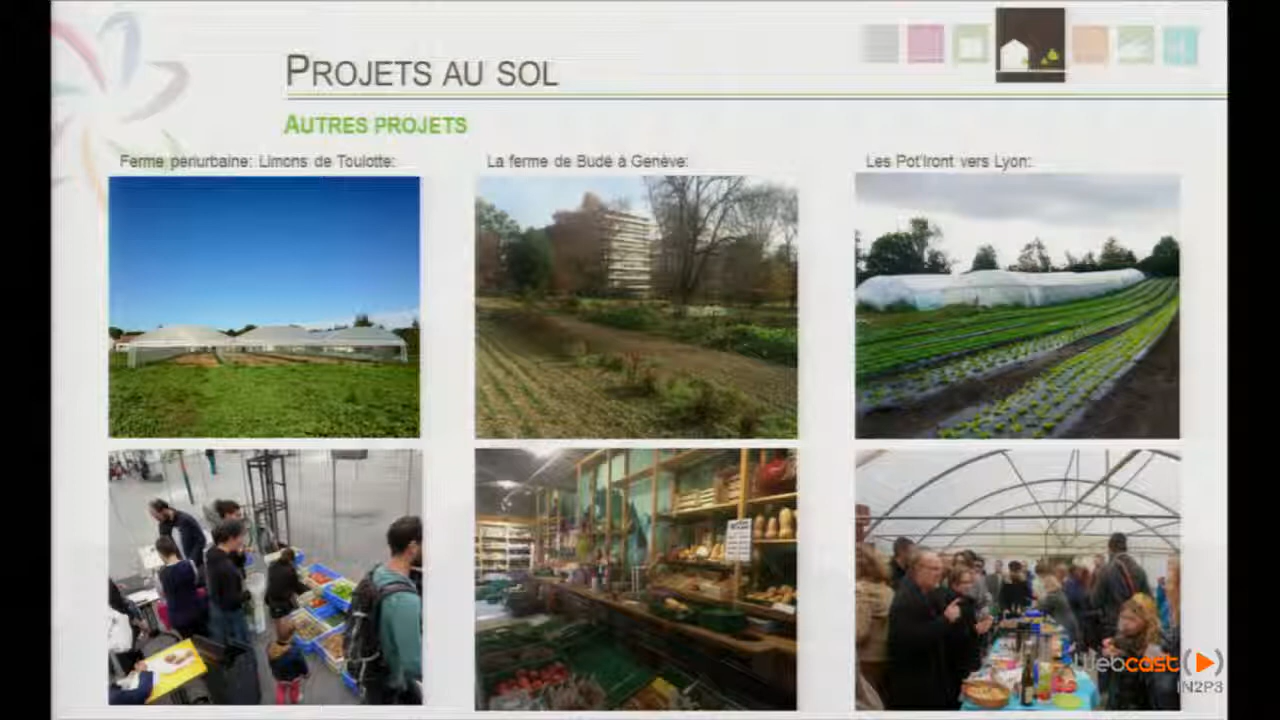 PROJETS AU SOL
AUTRES PROJETS
Ferme périurbaine: Limons de Toulotte:
La ferme de Budé à Genève:
Les Pot'Iront vers Lyon:
Webcast
IN2P3